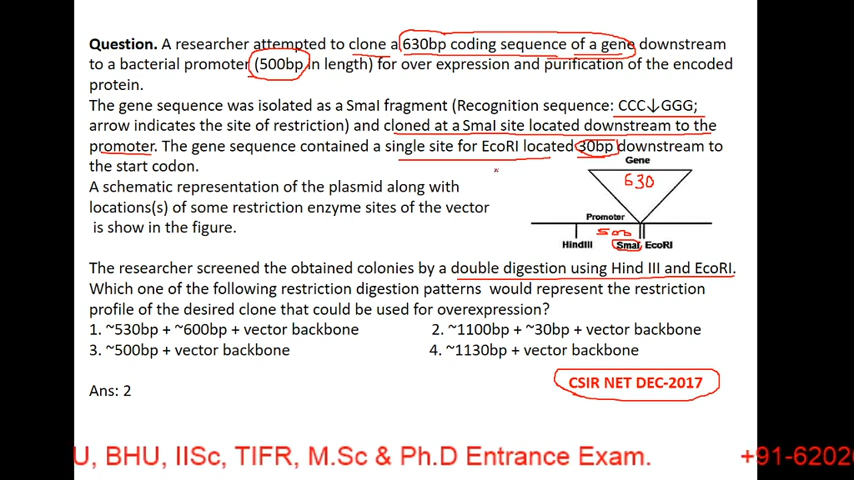 Question. A researcher attempted to clone a 630bp coding sequence of a gene downstream
to a bacterial promoter (500bp in length) for over expression and purification of the encoded
protein.
The gene sequence was isolated as a SmaI fragment (Recognition sequence: CCC↓GGG;
arrow indicates the site of restriction) and cloned at a SmaI site located downstream to the
promoter. The gene sequence contained a single site for EcoRI located 30bp downstream to
the start codon.
Gene
630
A schematic representation of the plasmid along with
locations(s) of some restriction enzyme sites of the vector
is show in the figure.
Promoter
500
HindIII SmaI EcoRI
The researcher screened the obtained colonies by a double digestion using Hind III and EcoRI.
Which one of the following restriction digestion patterns would represent the restriction
profile of the desired clone that could be used for overexpression?
1. ~530bp + ~600bp + vector backbone 2. ~1100bp + ~30bp + vector backbone
3. ~500bp + vector backbone 4. ~1130bp + vector backbone
CSIR NET DEC-2017
Ans: 2
U, BHU, IISc, TIFR, M.Sc & Ph.D Entrance Exam. +91-6202